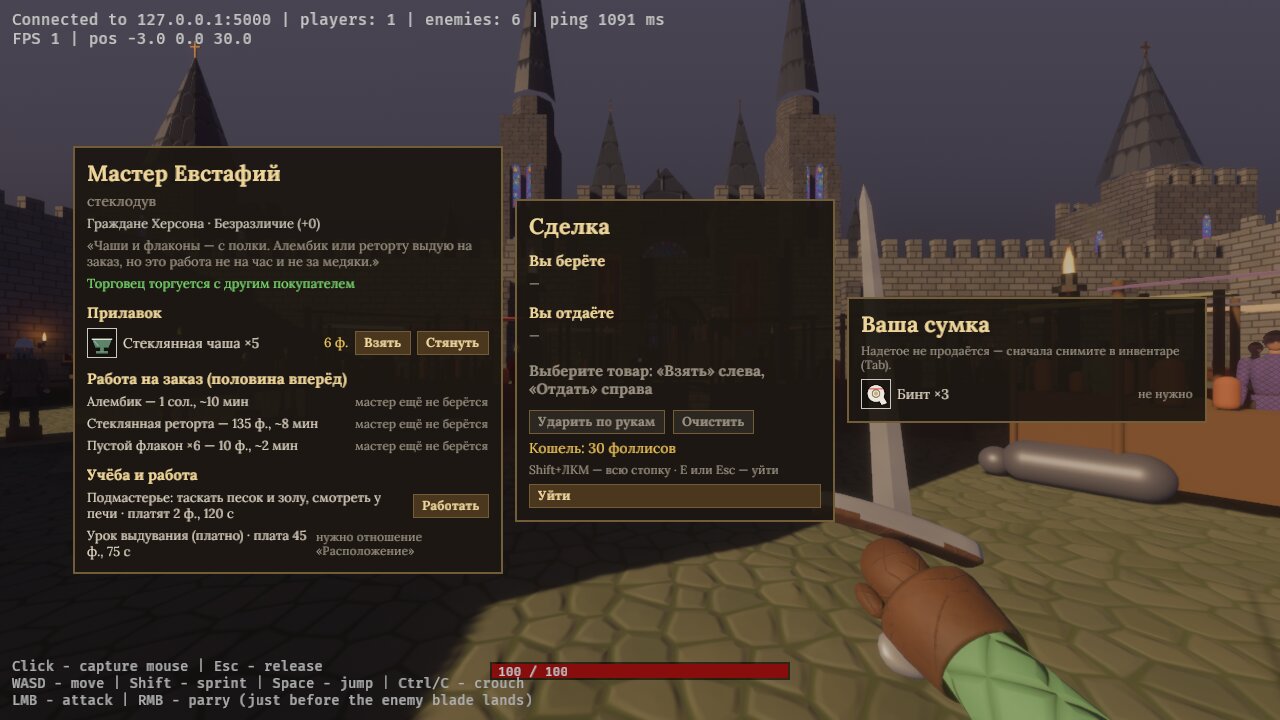 Connected to 127.0.0.1:5000 | players: 1 | enemies: 6 | ping 1091 ms
FPS 1 | pos -3.0 0.0 30.0
Мастер Евстафий
стеклодув
Граждане Херсона · Безразличие (+0)
«Чаши и флаконы — с полки. Алембик или реторту выдую на
заказ, но это работа не на час и не за медяки.»
Торговец торгуется с другим покупателем
Прилавок
Стеклянная чаша ×5 6 ф. Взять Стянуть
Работа на заказ (половина вперёд)
Алембик — 1 сол., ~10 мин мастер ещё не берётся
Стеклянная реторта — 135 ф., ~8 мин мастер ещё не берётся
Пустой флакон ×6 — 10 ф., ~2 мин мастер ещё не берётся
Учёба и работа
Подмастерье: таскать песок и золу, смотреть у
печи · платят 2 ф., 120 с
Работать
Урок выдувания (платно) · плата 45
ф., 75 с
нужно отношение
«Расположение»
Сделка
Вы берёте
—
Вы отдаёте
—
Выберите товар: «Взять» слева,
«Отдать» справа
Ударить по рукам Очистить
Кошель: 30 фоллисов
Shift+ЛКМ — всю стопку · E или Esc — уйти
Уйти
Ваша сумка
Надетое не продаётся — сначала снимите в инвентаре
(Tab).
Бинт ×3 не нужно
100 / 100
Click - capture mouse | Esc - release
WASD - move | Shift - sprint | Space - jump | Ctrl/C - crouch
LMB - attack | RMB - parry (just before the enemy blade lands)